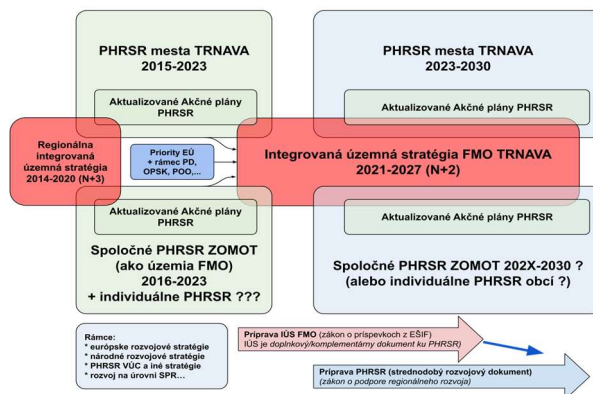 PHRSR mesta TRNAVA
2015-2023
PHRSR mesta TRNAVA
2023-2030
Aktualizované Akčné plány
PHRSR
Aktualizované Akčné plány PHRSR
Regionálna
integrovaná
územná stratégia
2014-2020 (N+3)
Priority EÚ
+ rámec PD,
OPSK, POO,...
Integrovaná územná stratégia FMO TRNAVA
2021-2027 (N+2)
Aktualizované Akčné plány
PHRSR
Aktualizované Akčné plány PHRSR
Spoločné PHRSR ZOMOT
(ako územia FMO)
2016-2023
+ individuálne PHRSR ???
Spoločné PHRSR ZOMOT 202X-2030 ?
(alebo individuálne PHRSR obcí ?)
Rámce:
* európske rozvojové stratégie
* národné rozvojové stratégie
* PHRSR VÚC a iné stratégie
* rozvoj na úrovni SPR...
Príprava IÚS FMO (zákon o príspevkoch z EŠIF)
IÚS je doplnkový/komplementárny dokument ku PHRSR)
Príprava PHRSR (strednodobý rozvojový dokument)
(zákon o podpore regionálneho rozvoja)